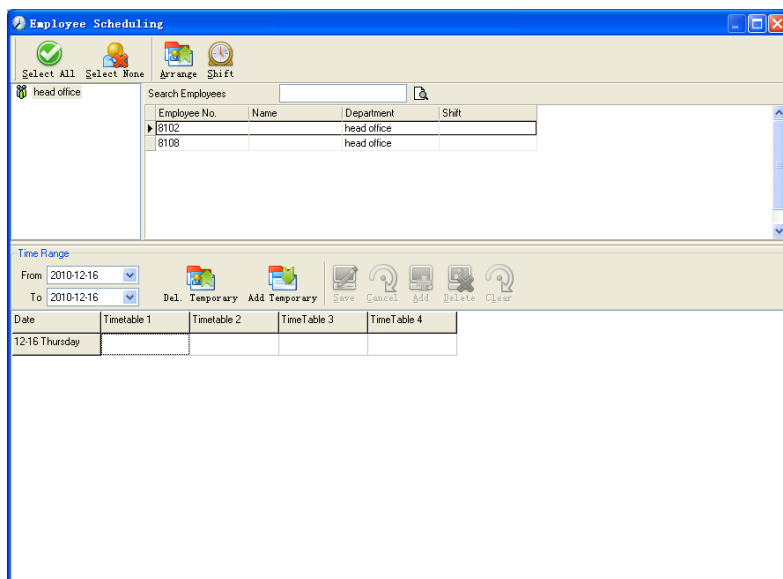 Employee Scheduling
Select All Select None Arrange Shift
head office
Search Employees
Employee No. Name Department Shift
8102 head office
8108 head office
Time Range
From 2010-12-16
To 2010-12-16
Del. Temporary Add Temporary Save Cancel Add Delete Clear
Date Timetable 1 Timetable 2 TimeTable 3 TimeTable 4
12-16 Thursday